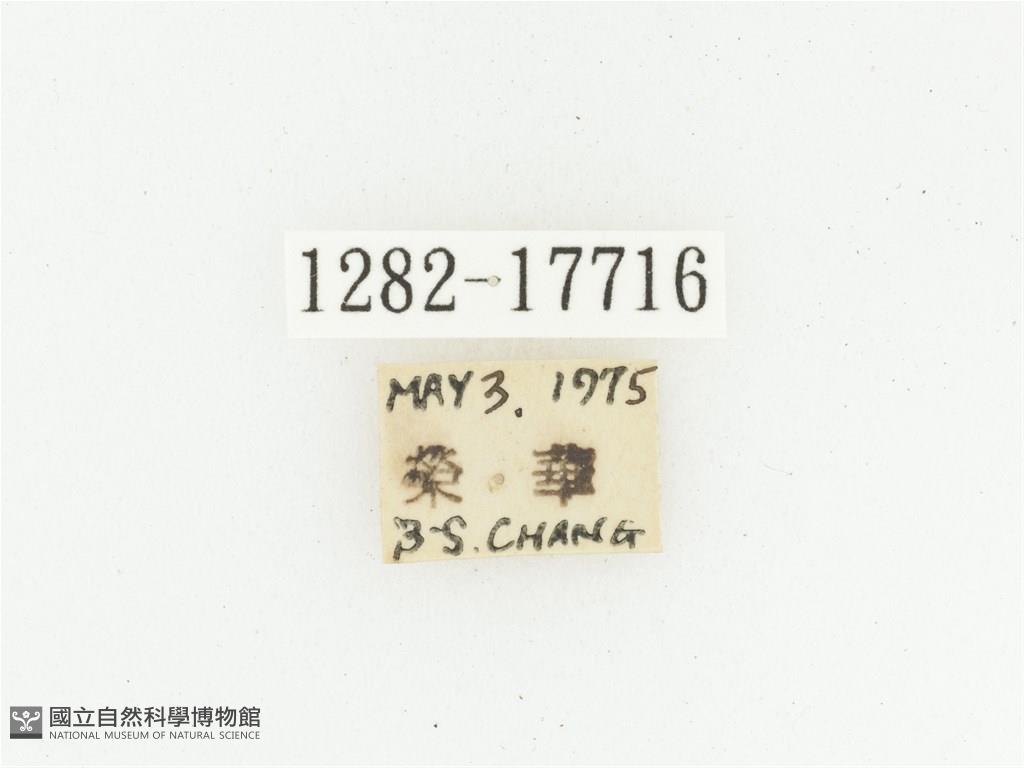 1282-17716
MAY 3. 1975
榮 華
B-S. CHANG
國立自然科學博物館
NATIONAL MUSEUM OF NATURAL SCIENCE